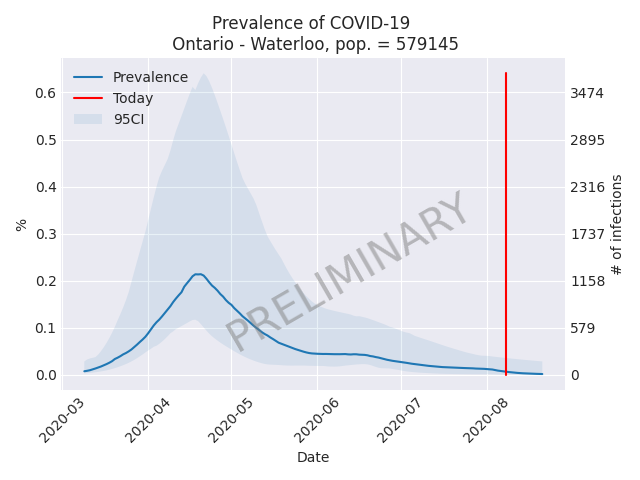 Prevalence of COVID-19
Ontario - Waterloo, pop. = 579145
Prevalence
Today
95CI
0.6
0.5
0.4
0.3
0.2
0.1
0.0
%
3474
2895
2316
1737
1158
579
0
# of infections
PRELIMINARY
2020-03
2020-04
2020-05
2020-06
2020-07
2020-08
Date